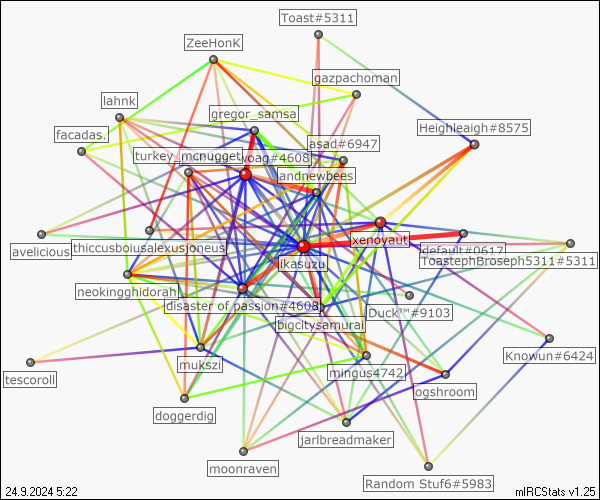 Toast#5311
ZeeHonK
gazpachoman
lahnk
gregor_samsa
Heighleaigh#8575
facadas.
asad#6947
turkey_mcnugget
yoag#4608
andnewbees
xenoyaut
avelicious
thiccusboiusalexusjoneus
default#0617
ToastephBroseph5311#5311
likasuzu
neokingghidorah
disaster of passion#4608
Duck™#9103
bigcitysamurai
Knowun#6424
mukszi
mingus4742
tescoroll
ogshroom
doggerdig
jarlbreadmaker
moonraven
Random Stuf6#5983
24.9.2024 5:22
mIRCStats v1.25